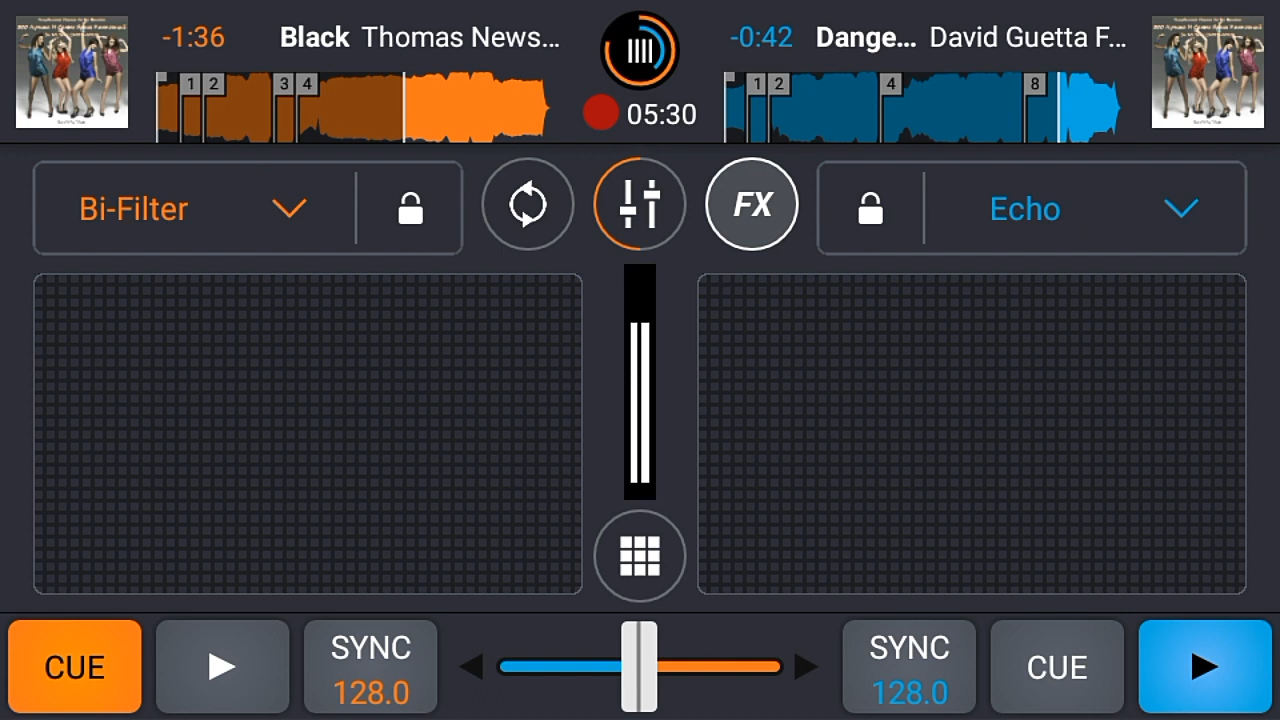 -1:36 Black Thomas News...
1 2 3 4
05:30
-0:42 Dange... David Guetta F...
1 2 4 8
Bi-Filter
FX
Echo
CUE
SYNC
128.0
SYNC
128.0
CUE